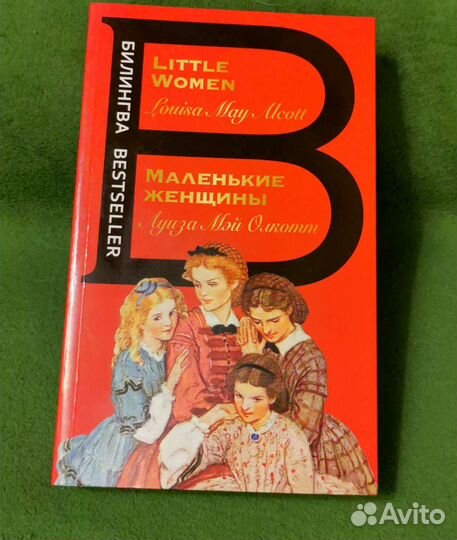 БИЛИНГВА BESTSELLER
B
LITTLE
WOMEN
Louisa May Alcott
МАЛЕНЬКИЕ
ЖЕНЩИНЫ
Луиза Мэй Олкотт
Avito